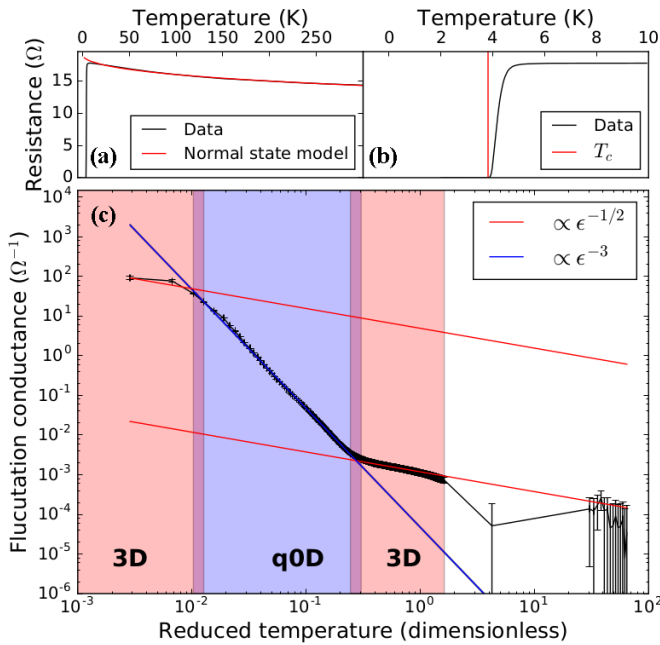 Temperature (K)
Temperature (K)
0 50 100 150 200 250
0 2 4 6 8 10
Resistance (Ω)
15
10
5
0
(a)
Data
Normal state model
(b)
Data
T_c
Flucutation conductance (Ω⁻¹)
10⁴
10³
10²
10¹
10⁰
10⁻¹
10⁻²
10⁻³
10⁻⁴
10⁻⁵
10⁻⁶
(c)
∝ ϵ^{-1/2}
∝ ϵ^{-3}
3D q0D 3D
10⁻³ 10⁻² 10⁻¹ 10⁰ 10¹ 10²
Reduced temperature (dimensionless)